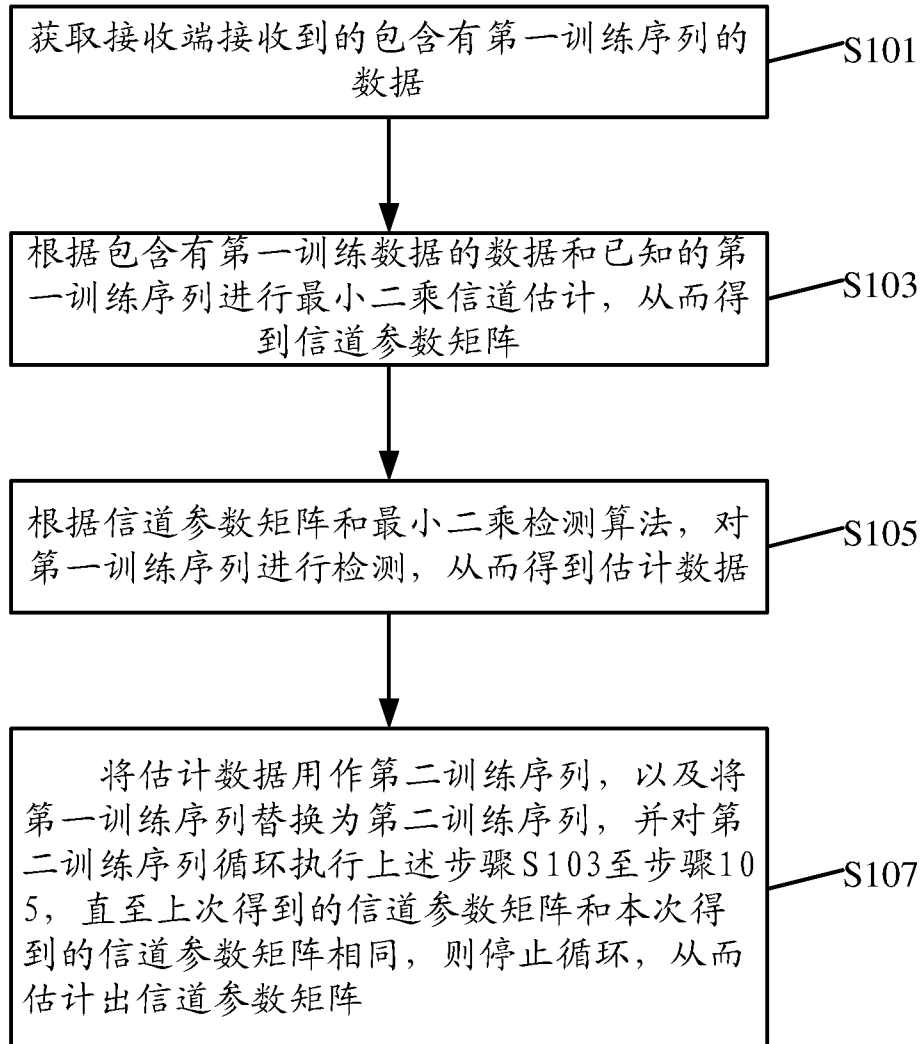 获取接收端接收到的包含有第一训练序列的
数据
S101
根据包含有第一训练数据的数据和已知的第
一训练序列进行最小二乘信道估计，从而得
到信道参数矩阵
S103
根据信道参数矩阵和最小二乘检测算法，对
第一训练序列进行检测，从而得到估计数据
S105
将估计数据用作第二训练序列，以及将
第一训练序列替换为第二训练序列，并对第
二训练序列循环执行上述步骤S103至步骤10
5，直至上次得到的信道参数矩阵和本次得
到的信道参数矩阵相同，则停止循环，从而
估计出信道参数矩阵
S107